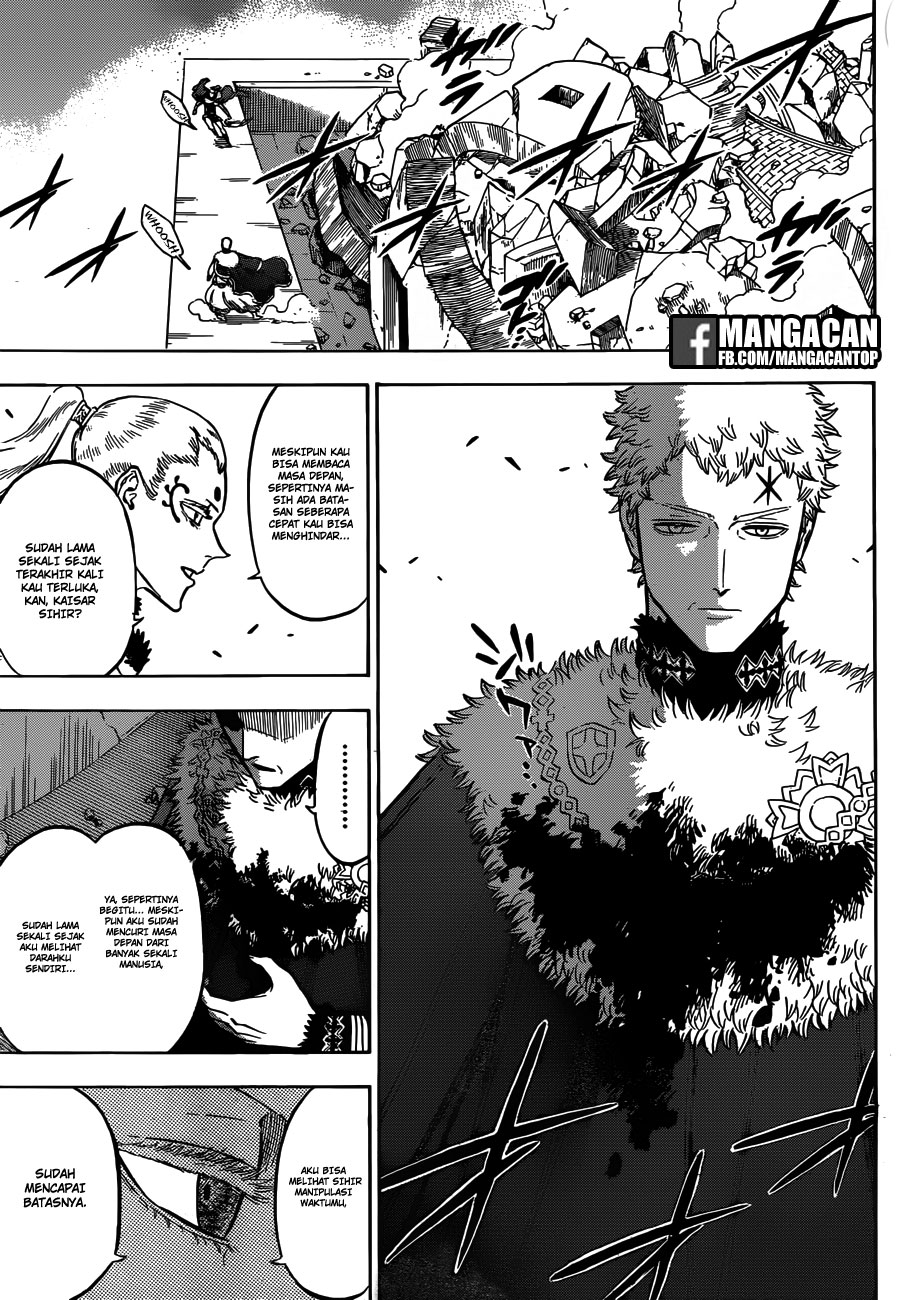 WHOOSH
WHOOSH
MANGACAN
FB.COM/MANGACANTOP
MESKIPUN KAU
BISA MEMBACA
MASA DEPAN,
SEPERTINYA MA-
SIH ADA BATA-
SAN SEBERAPA
CEPAT KAU BISA
MENGHINDAR...
SUDAH LAMA
SEKALI SEJAK
TERAKHIR KALI
KAU TERLUKA,
KAN, KAISAR
SIHIR?
.........
YA, SEPERTINYA
BEGITU... MESKI-
PUN AKU SUDAH
MENCURI MASA
DEPAN DARI
BANYAK SEKALI
MANUSIA,
SUDAH LAMA
SEKALI SEJAK
AKU MELIHAT
DARAHKU
SENDIRI...
AKU BISA
MELIHAT SIHIR
MANIPULASI
WAKTUMU,
SUDAH
MENCAPAI
BATASNYA.